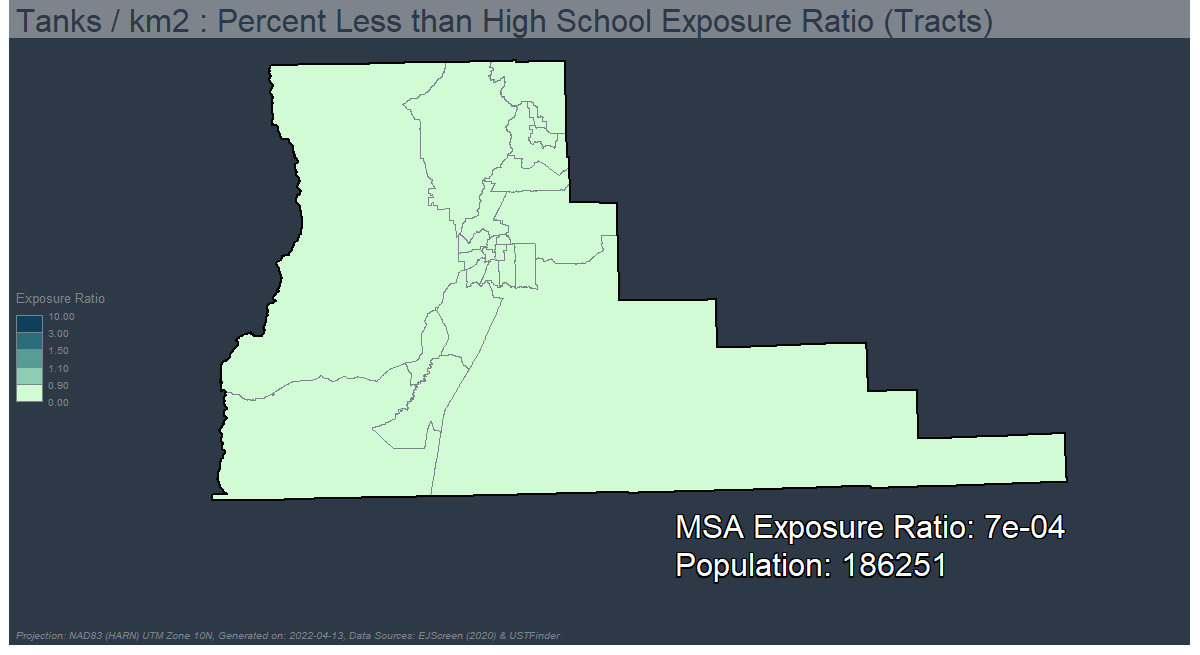 Tanks / km2 : Percent Less than High School Exposure Ratio (Tracts)
Exposure Ratio
10.00
3.00
1.50
1.10
0.90
0.00
MSA Exposure Ratio: 7e-04
Population: 186251
Projection: NAD83 (HARN) UTM Zone 10N, Generated on: 2022-04-13, Data Sources: EJScreen (2020) & USTFinder